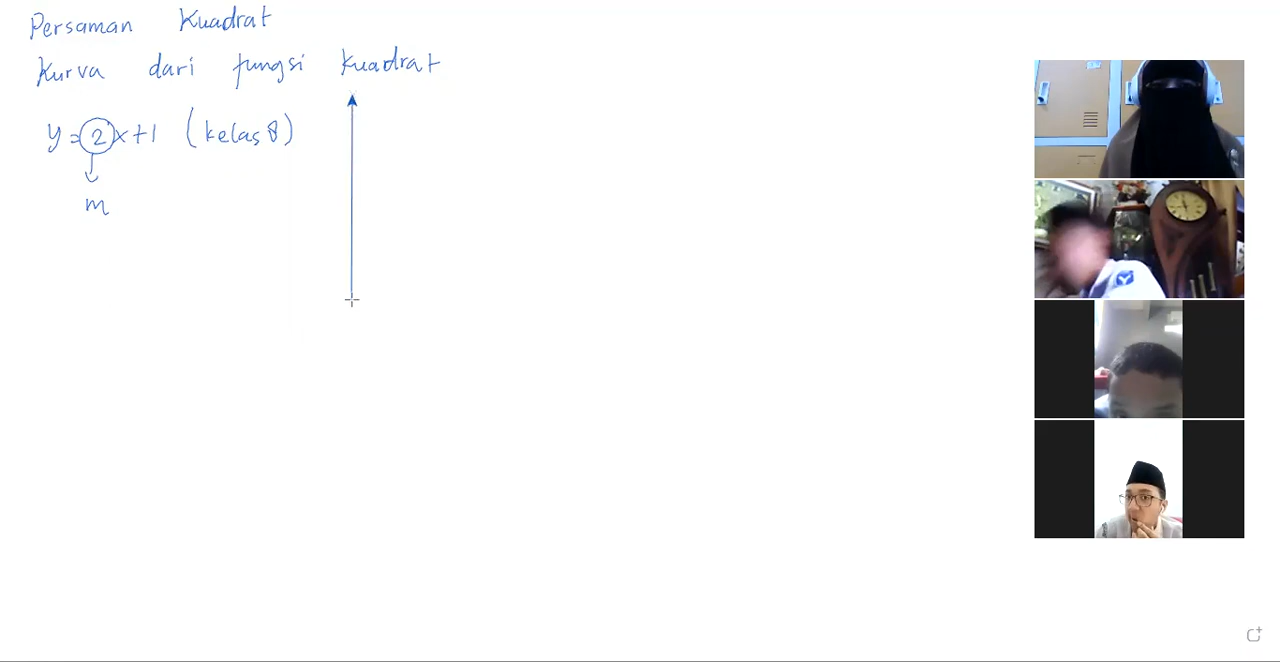 Persaman Kuadrat
Kurva dari fungsi kuadrat
y=2x+1 (kelas 8)
m